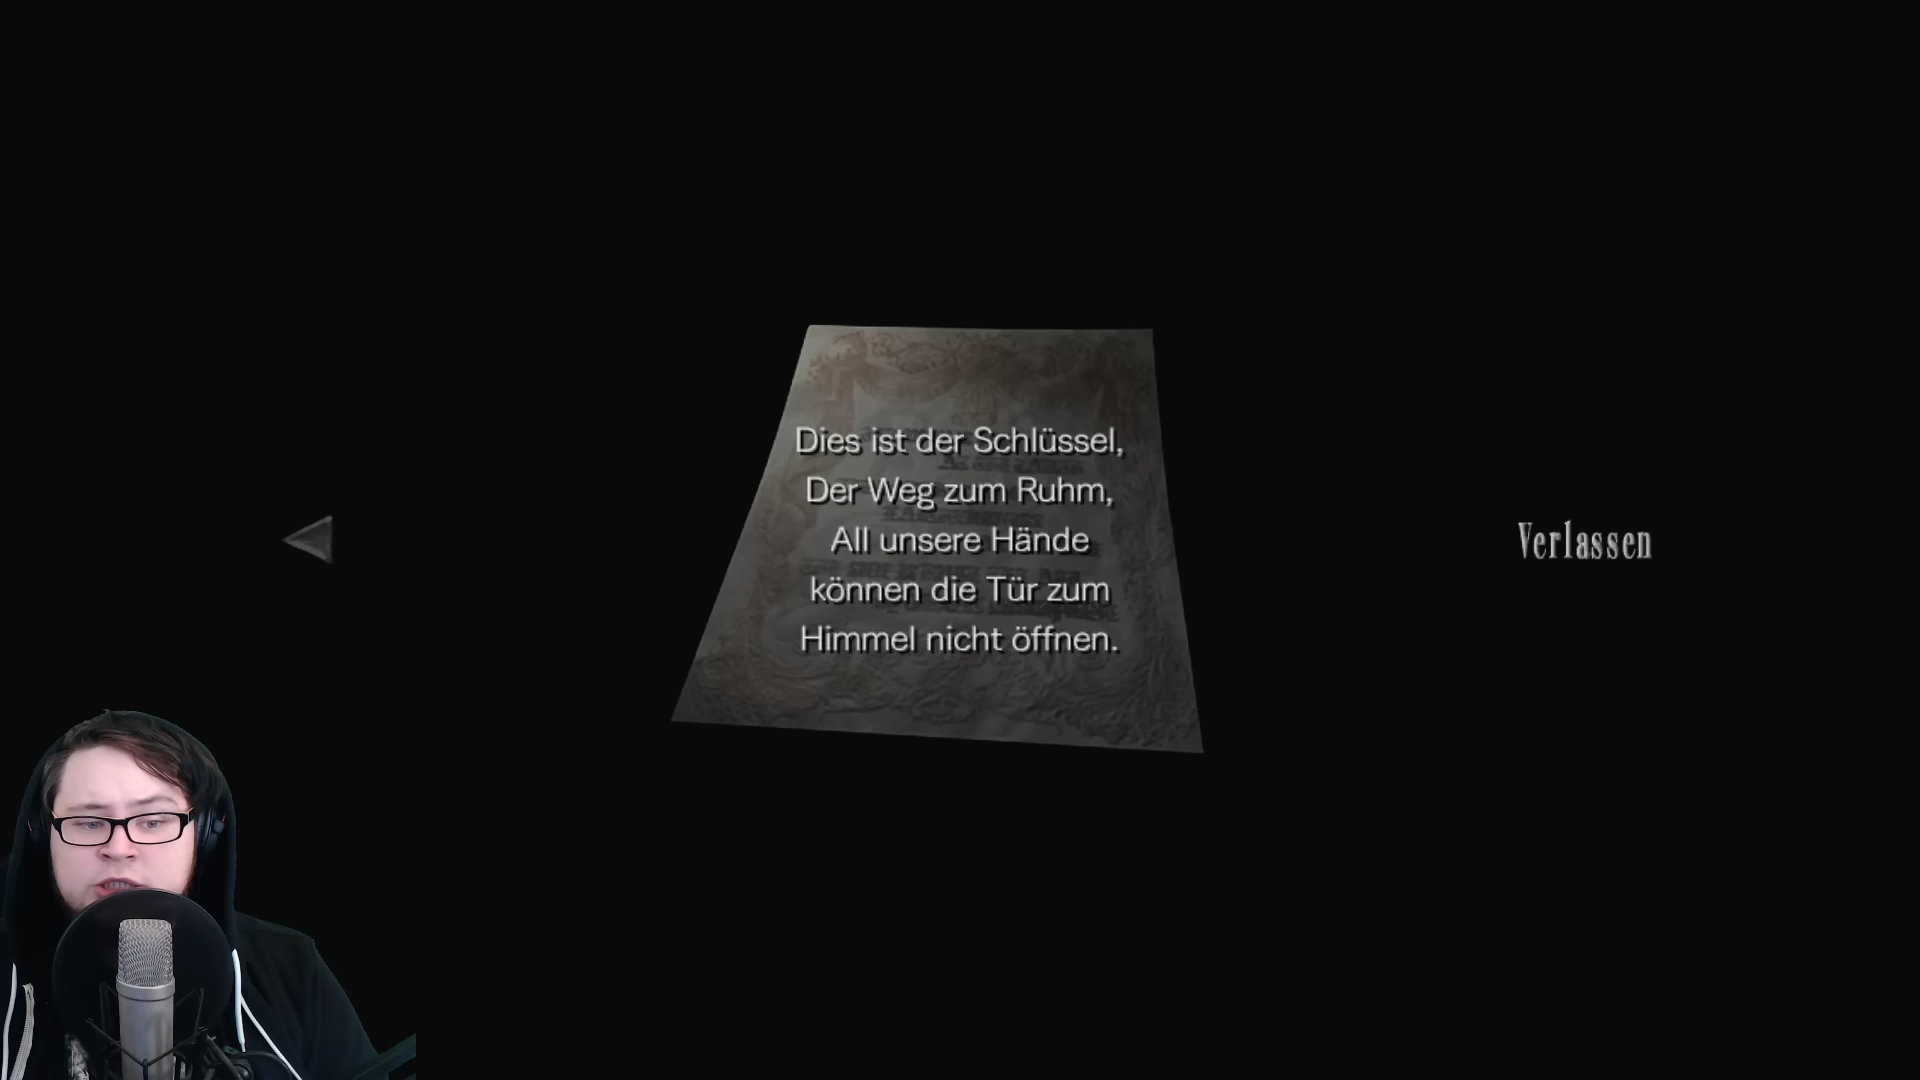 Dies ist der Schlüssel,
Der Weg zum Ruhm,
All unsere Hände
können die Tür zum
Himmel nicht öffnen.
Verlassen